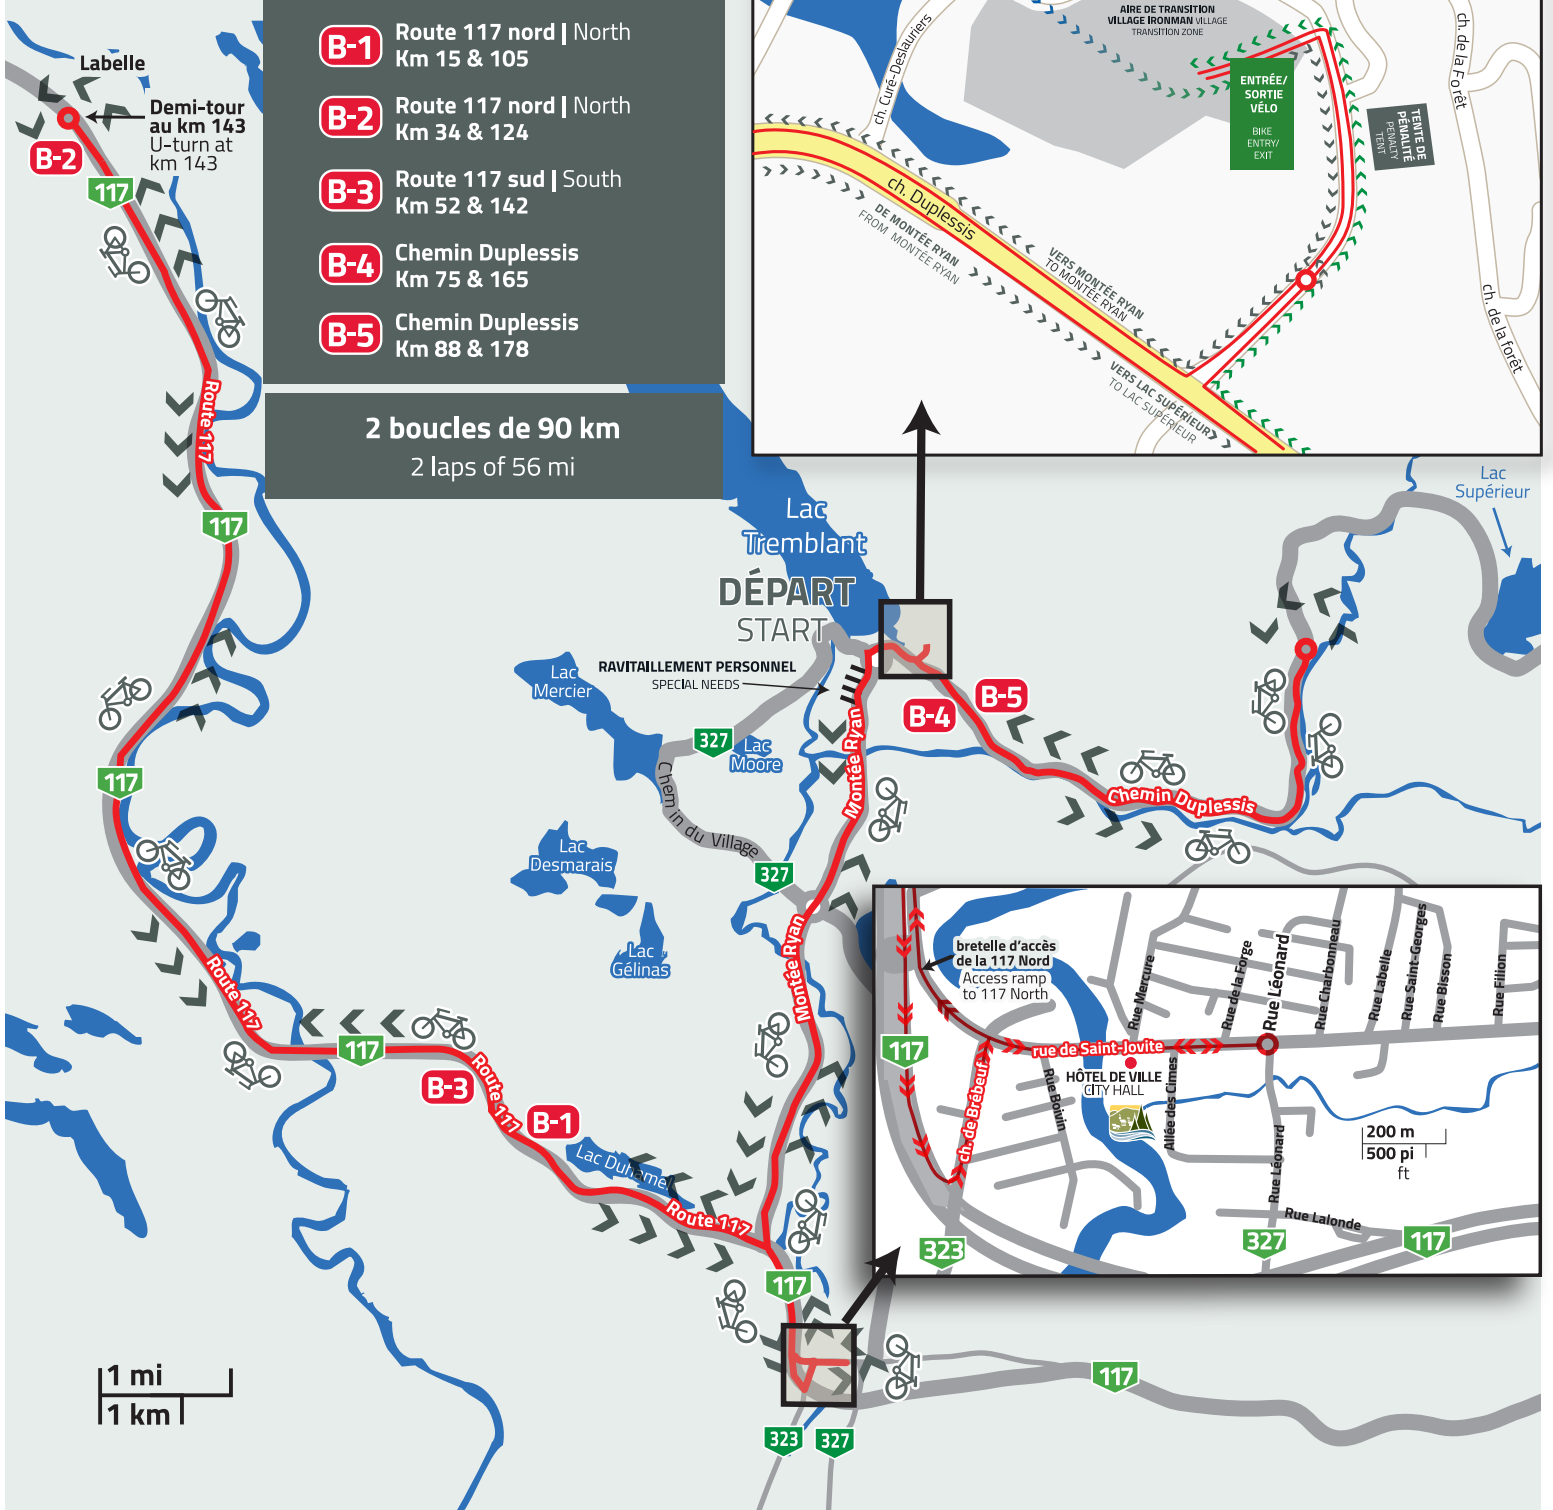 B-1
Route 117 nord | North
Km 15 & 105
B-2
Route 117 nord | North
Km 34 & 124
B-3
Route 117 sud | South
Km 52 & 142
B-4
Chemin Duplessis
Km 75 & 165
B-5
Chemin Duplessis
Km 88 & 178
2 boucles de 90 km
2 laps of 56 mi
Labelle
Demi-tour
au km 143
U-turn at
km 143
B-2
117
Route 117
117
117
Route 117
117
B-3
Route 117
B-1
Lac Duhamel
Route 117
117
AIRE DE TRANSITION
VILLAGE IRONMAN VILLAGE
TRANSITION ZONE
ch. Curé-Deslauriers
ENTRÉE/
SORTIE
VÉLO
BIKE
ENTRY/
EXIT
TENTE DE
PÉNALITÉ
PENALTY
TENT
ch. de la Forêt
ch. de la forêt
ch. Duplessis
DE MONTÉE RYAN
FROM MONTÉE RYAN
VERS MONTÉE RYAN
TO MONTÉE RYAN
VERS LAC SUPÉRIEUR
TO LAC SUPÉRIEUR
Lac
Supérieur
Lac
Tremblant
DÉPART
START
RAVITAILLEMENT PERSONNEL
SPECIAL NEEDS
Lac
Mercier
327
Lac
Moore
Chemin du Village
327
Lac
Desmarais
Lac
Gélinas
Montée Ryan
Montée Ryan
B-4
B-5
Chemin Duplessis
bretelle d'accès
de la 117 Nord
Access ramp
to 117 North
117
rue de Saint-Jovite
ch. de Brébeuf
HÔTEL DE VILLE
CITY HALL
Rue Boivin
Allée des Cimes
Rue Mercure
Rue de la Forge
Rue Léonard
Rue Charbonneau
Rue Labelle
Rue Saint-Georges
Rue Bisson
Rue Filion
Rue Léonard
Rue Lalonde
200 m
500 pi
ft
323
327
117
117
323
327
1 mi
1 km